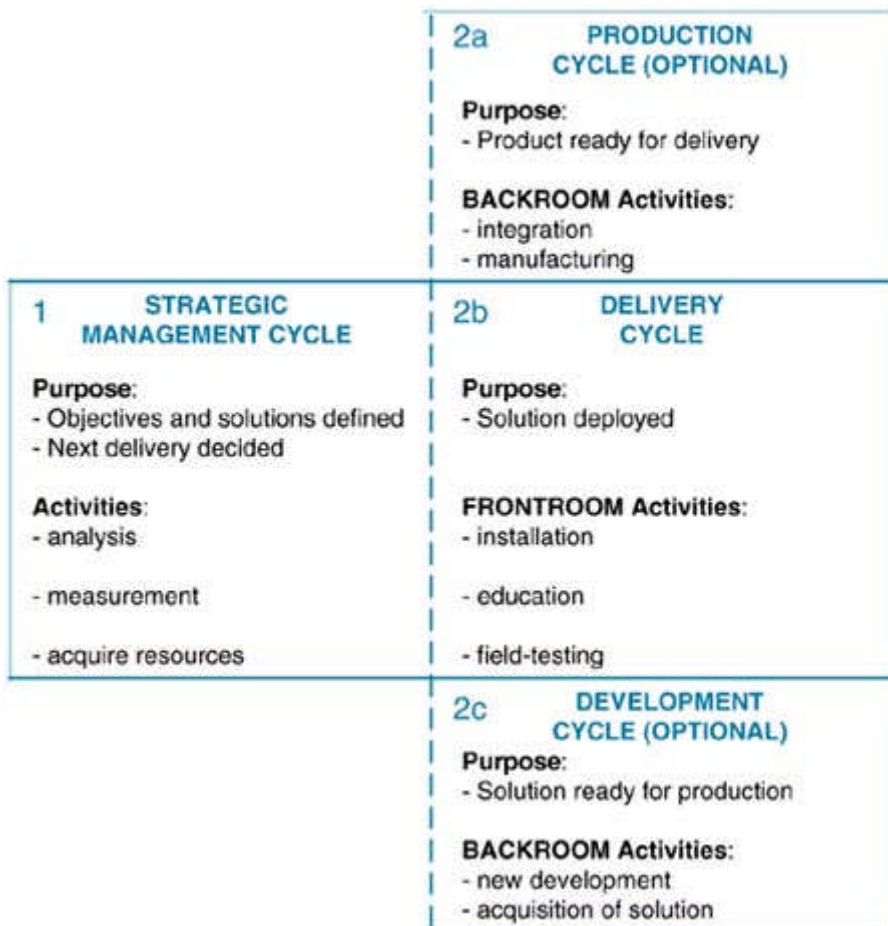 2a PRODUCTION
CYCLE (OPTIONAL)
Purpose:
- Product ready for delivery
BACKROOM Activities:
- integration
- manufacturing
1 STRATEGIC
MANAGEMENT CYCLE
Purpose:
- Objectives and solutions defined
- Next delivery decided
Activities:
- analysis
- measurement
- acquire resources
2b DELIVERY
CYCLE
Purpose:
- Solution deployed
FRONTROOM Activities:
- installation
- education
- field-testing
2c DEVELOPMENT
CYCLE (OPTIONAL)
Purpose:
- Solution ready for production
BACKROOM Activities:
- new development
- acquisition of solution